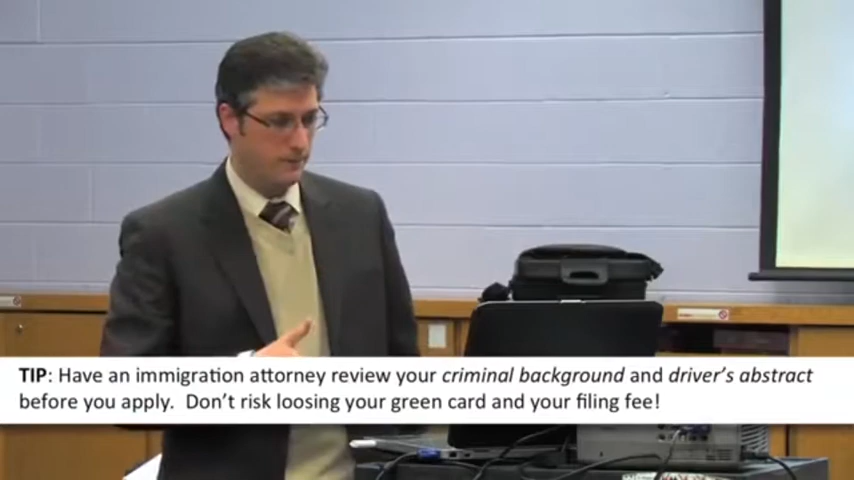 TIP: Have an immigration attorney review your criminal background and driver's abstract
before you apply. Don't risk loosing your green card and your filing fee!